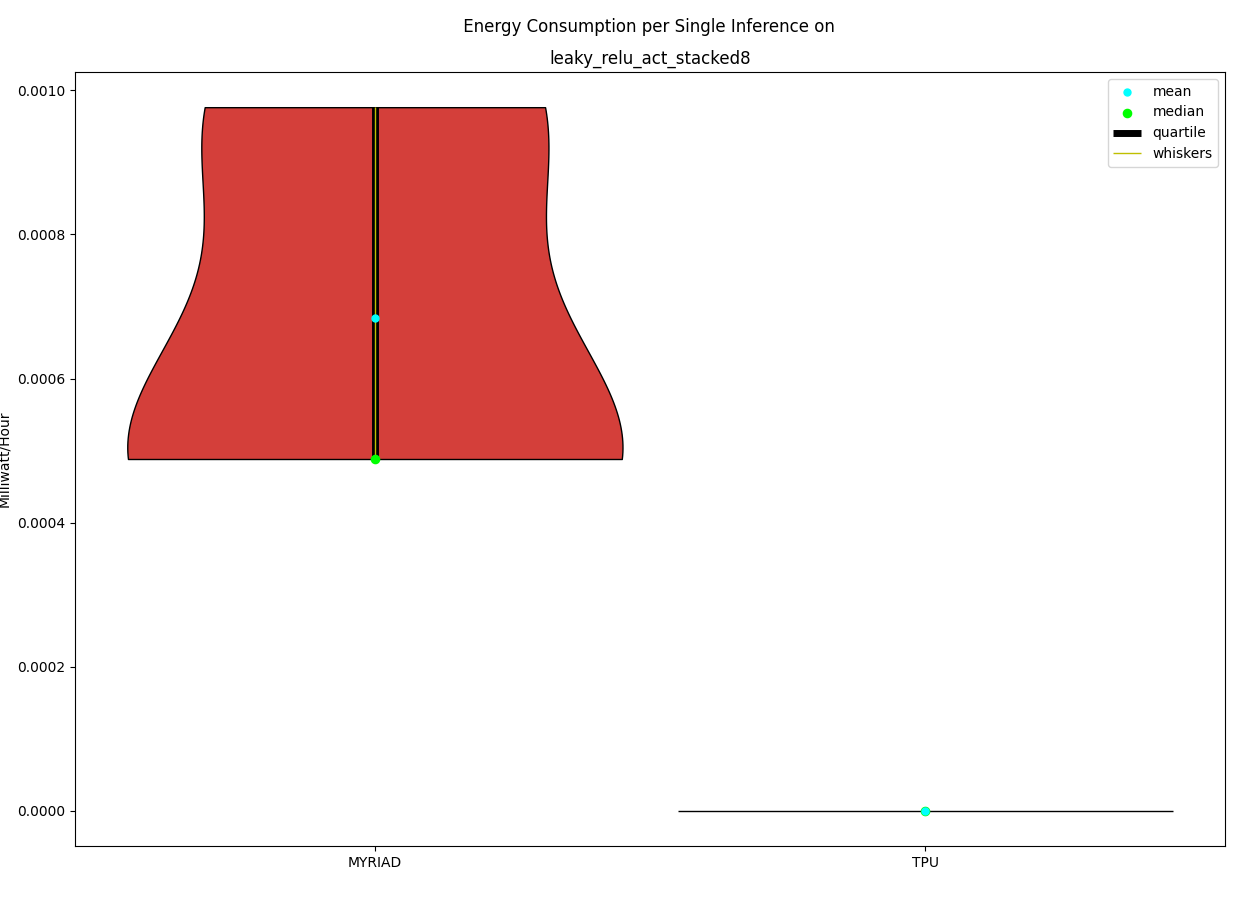 Energy Consumption per Single Inference on
leaky_relu_act_stacked8
mean
median
quartile
whiskers
Milliwatt/Hour
0.0010
0.0008
0.0006
0.0004
0.0002
0.0000
MYRIAD
TPU